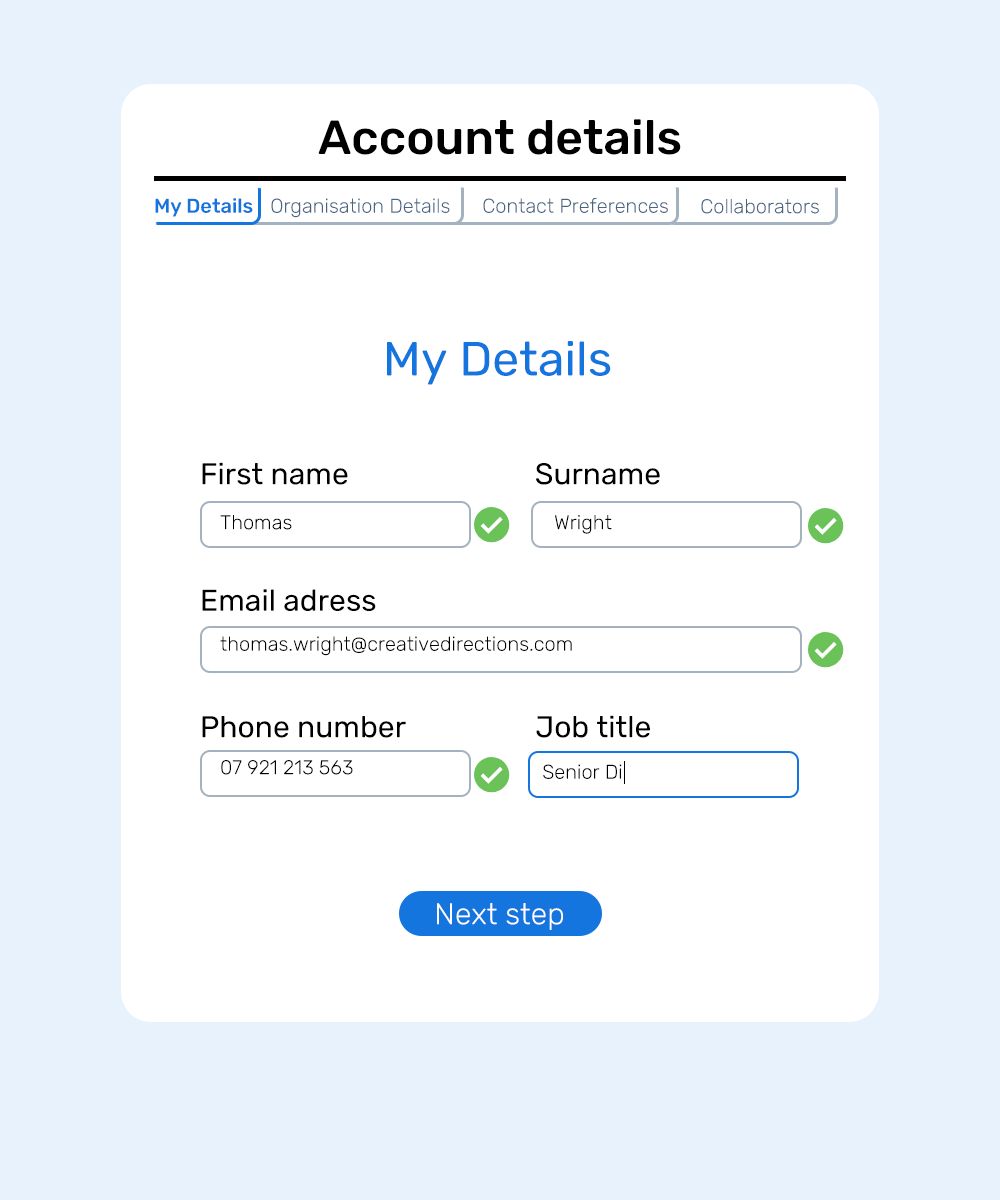 Account details
My Details Organisation Details Contact Preferences Collaborators
My Details
First name Surname
Thomas Wright
Email adress
thomas.wright@creativedirections.com
Phone number Job title
07 921 213 563 Senior Di
Next step